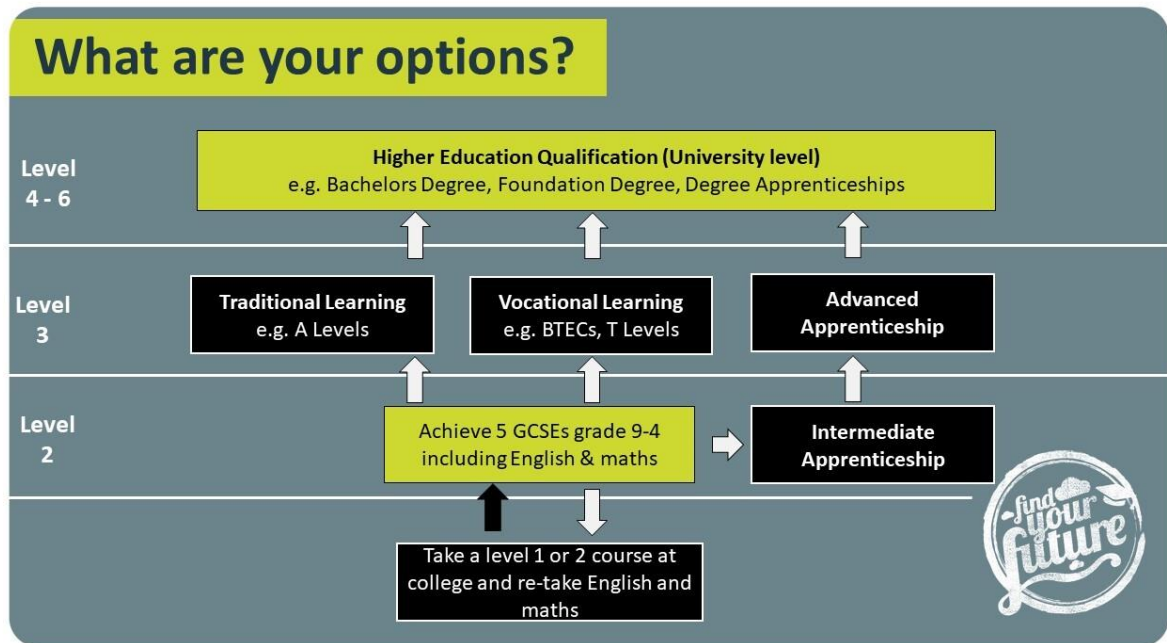 What are your options?
Level
4 - 6
Higher Education Qualification (University level)
e.g. Bachelors Degree, Foundation Degree, Degree Apprenticeships
Level
3
Traditional Learning
e.g. A Levels
Vocational Learning
e.g. BTECs, T Levels
Advanced
Apprenticeship
Level
2
Achieve 5 GCSEs grade 9-4
including English & maths
Intermediate
Apprenticeship
Take a level 1 or 2 course at
college and re-take English and
maths
find
your
future